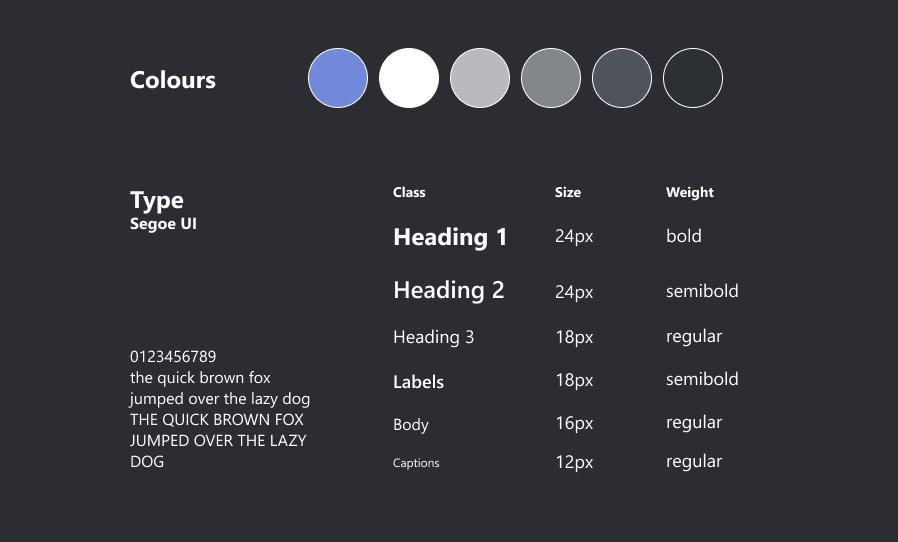 Colours
Type
Segoe UI
Class Size Weight
Heading 1 24px bold
Heading 2 24px semibold
Heading 3 18px regular
Labels 18px semibold
Body 16px regular
Captions 12px regular
0123456789
the quick brown fox
jumped over the lazy dog
THE QUICK BROWN FOX
JUMPED OVER THE LAZY
DOG